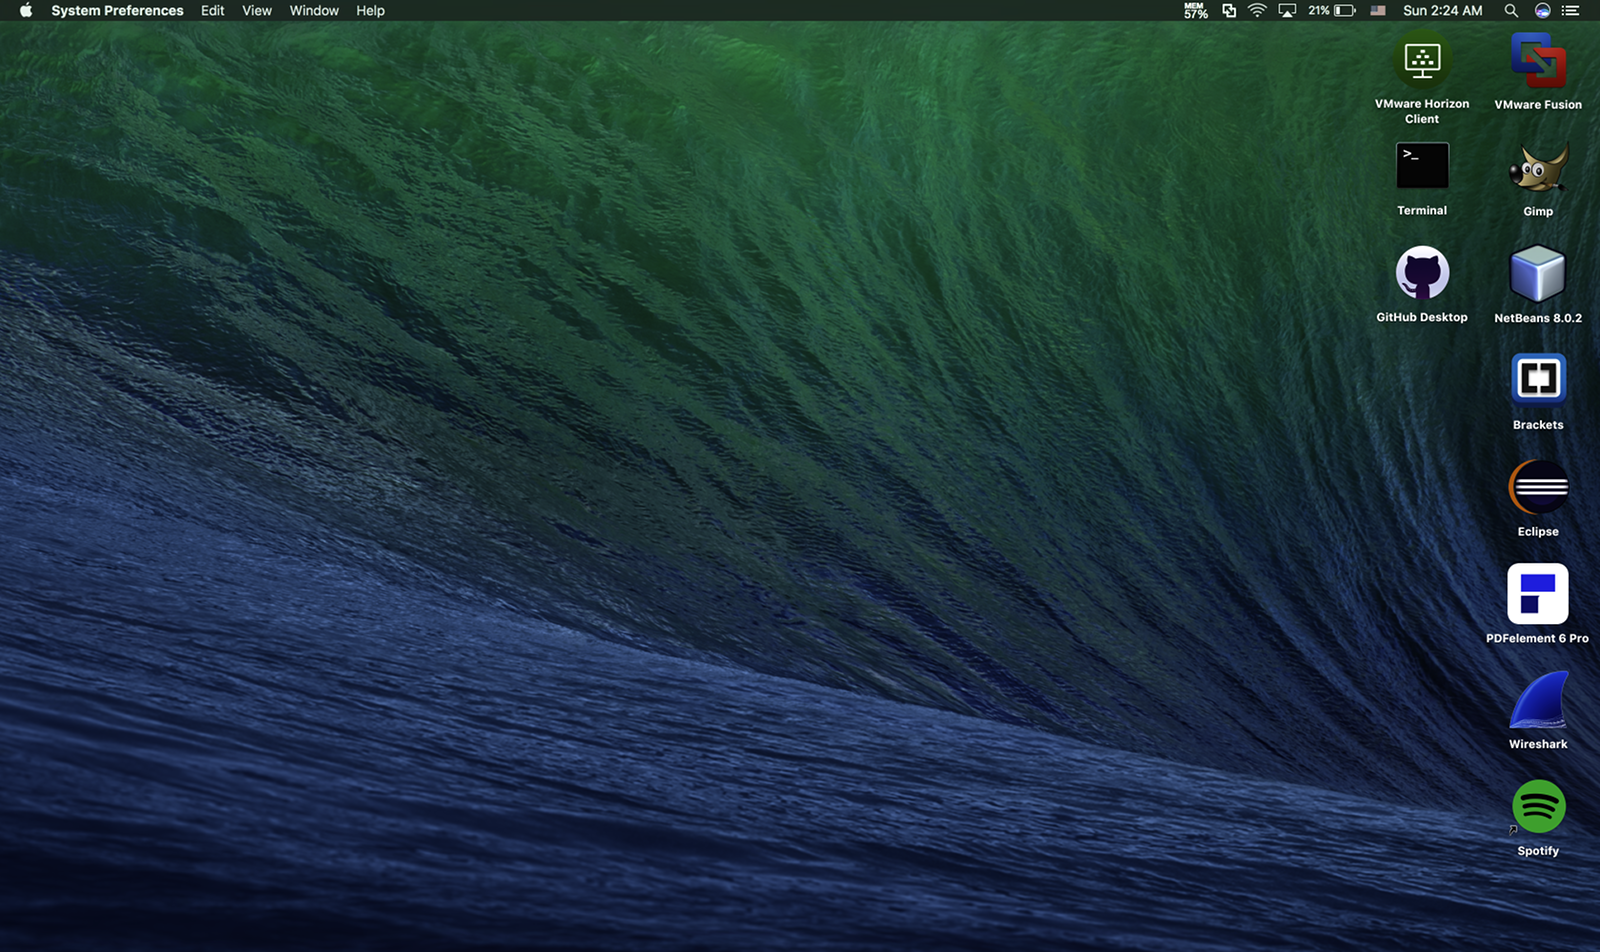 System Preferences Edit View Window Help
MEM
57%
21%
Sun 2:24 AM
VMware Horizon
Client
VMware Fusion
>_
Terminal
Gimp
GitHub Desktop
NetBeans 8.0.2
Brackets
Eclipse
PDFelement 6 Pro
Wireshark
Spotify